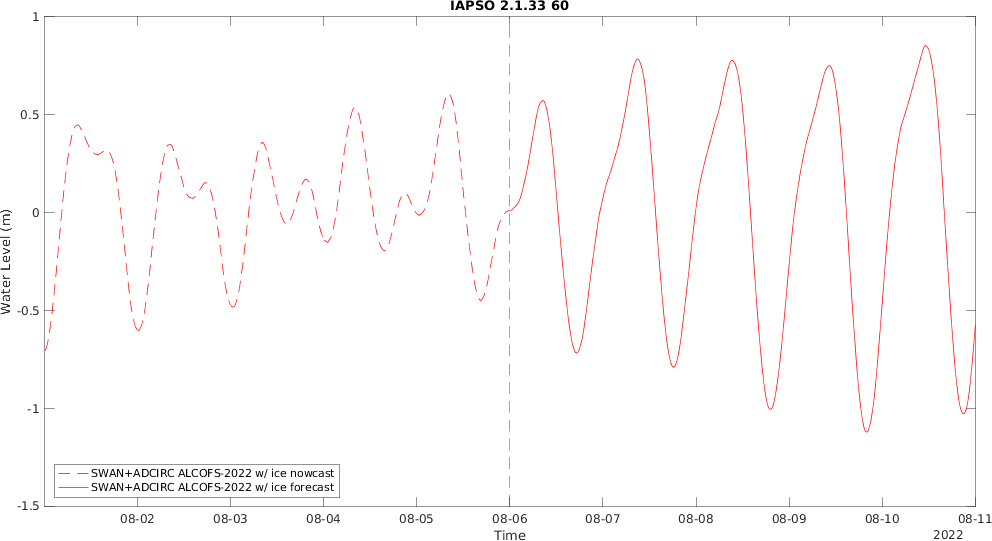 IAPSO 2.1.33 60
1
0.5
0
-0.5
-1
-1.5
Water Level (m)
SWAN+ADCIRC ALCOFS-2022 w/ ice nowcast
SWAN+ADCIRC ALCOFS-2022 w/ ice forecast
08-02 08-03 08-04 08-05 08-06 08-07 08-08 08-09 08-10 08-11
Time
2022